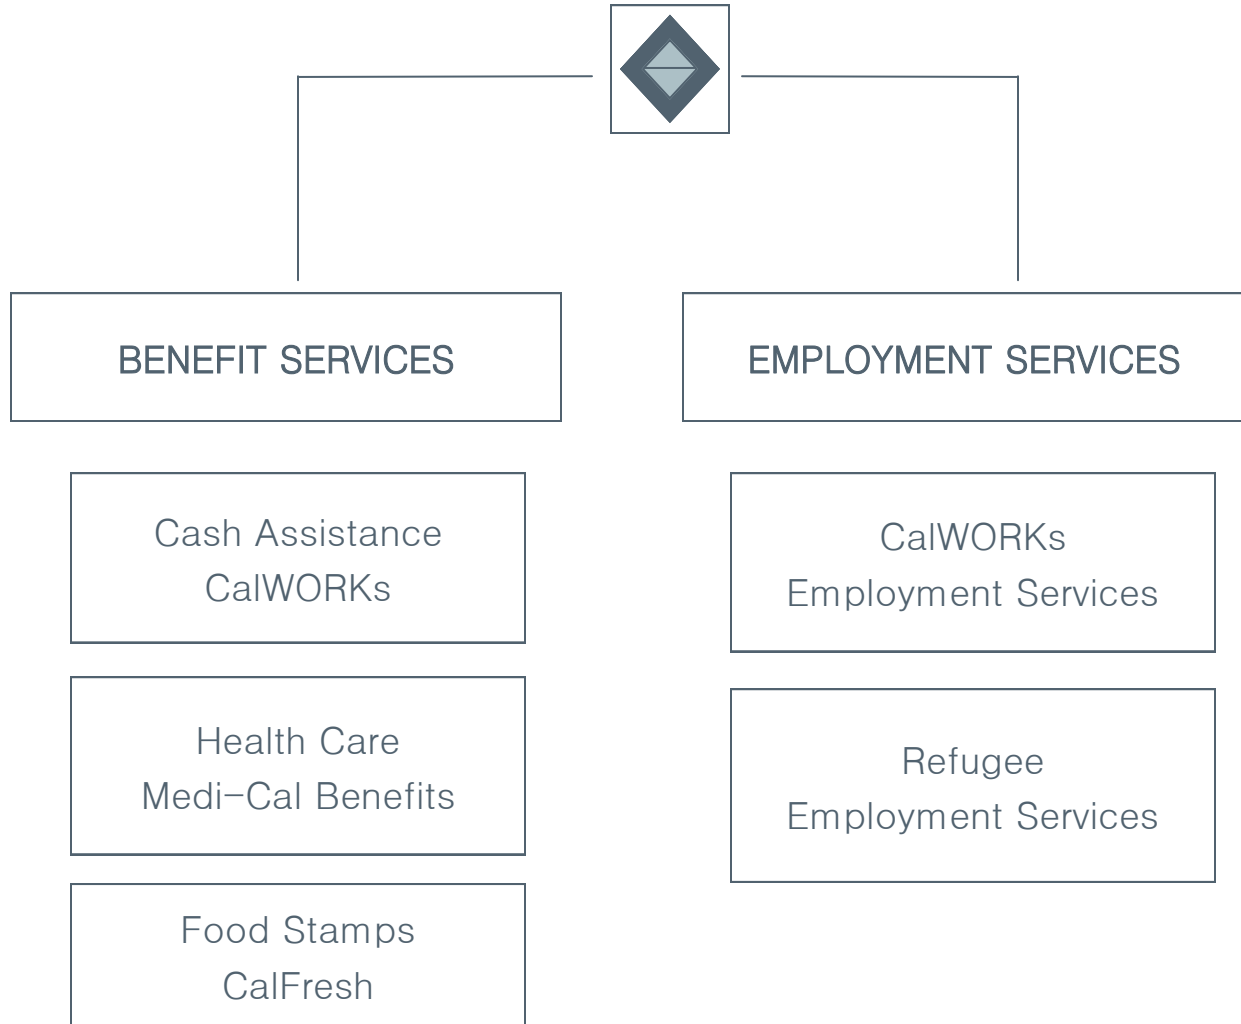 BENEFIT SERVICES
EMPLOYMENT SERVICES
Cash Assistance
CalWORKs
Health Care
Medi-Cal Benefits
Food Stamps
CalFresh
CalWORKs
Employment Services
Refugee
Employment Services